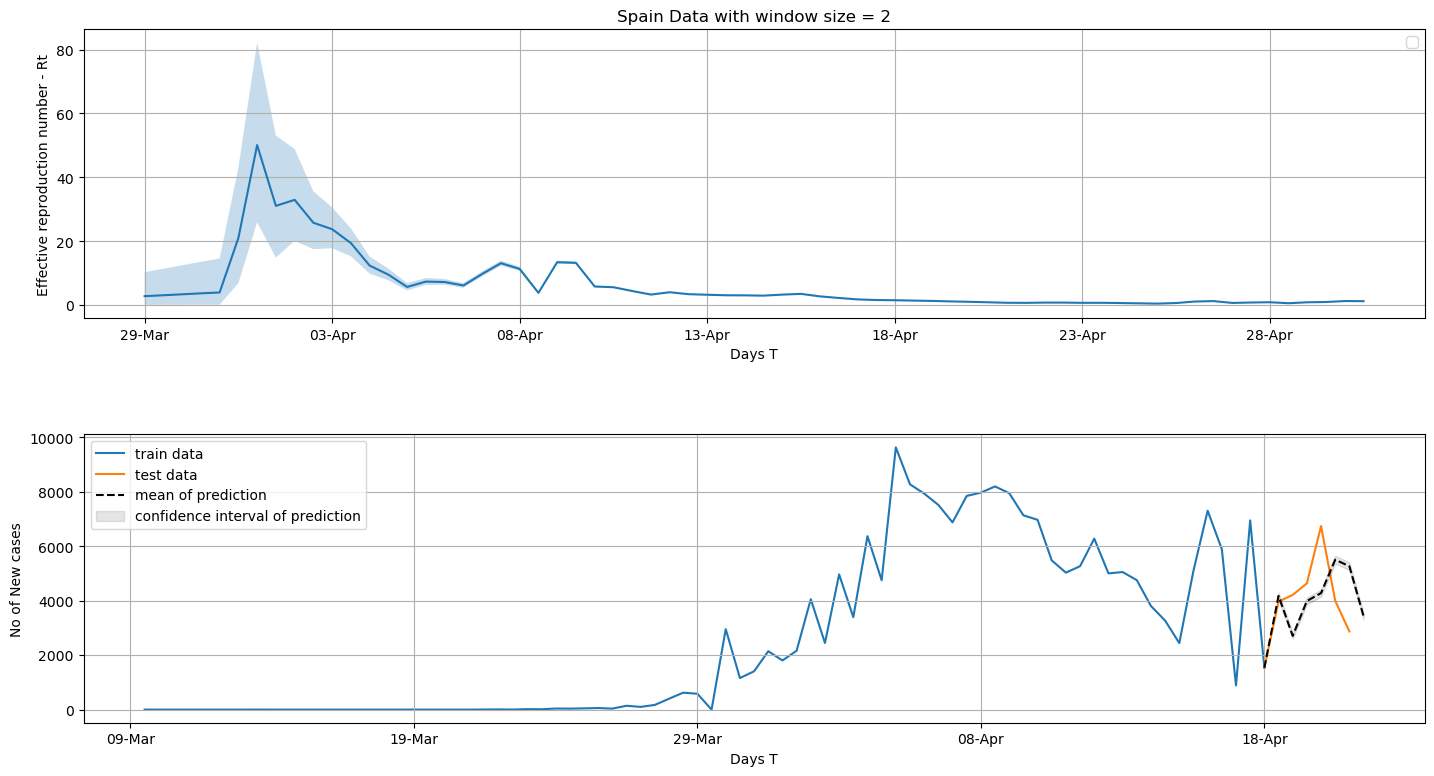 Spain Data with window size = 2
Effective reproduction number - Rt
80
60
40
20
0
29-Mar 03-Apr 08-Apr 13-Apr 18-Apr 23-Apr 28-Apr
Days T
No of New cases
10000
8000
6000
4000
2000
0
train data
test data
mean of prediction
confidence interval of prediction
09-Mar 19-Mar 29-Mar 08-Apr 18-Apr
Days T